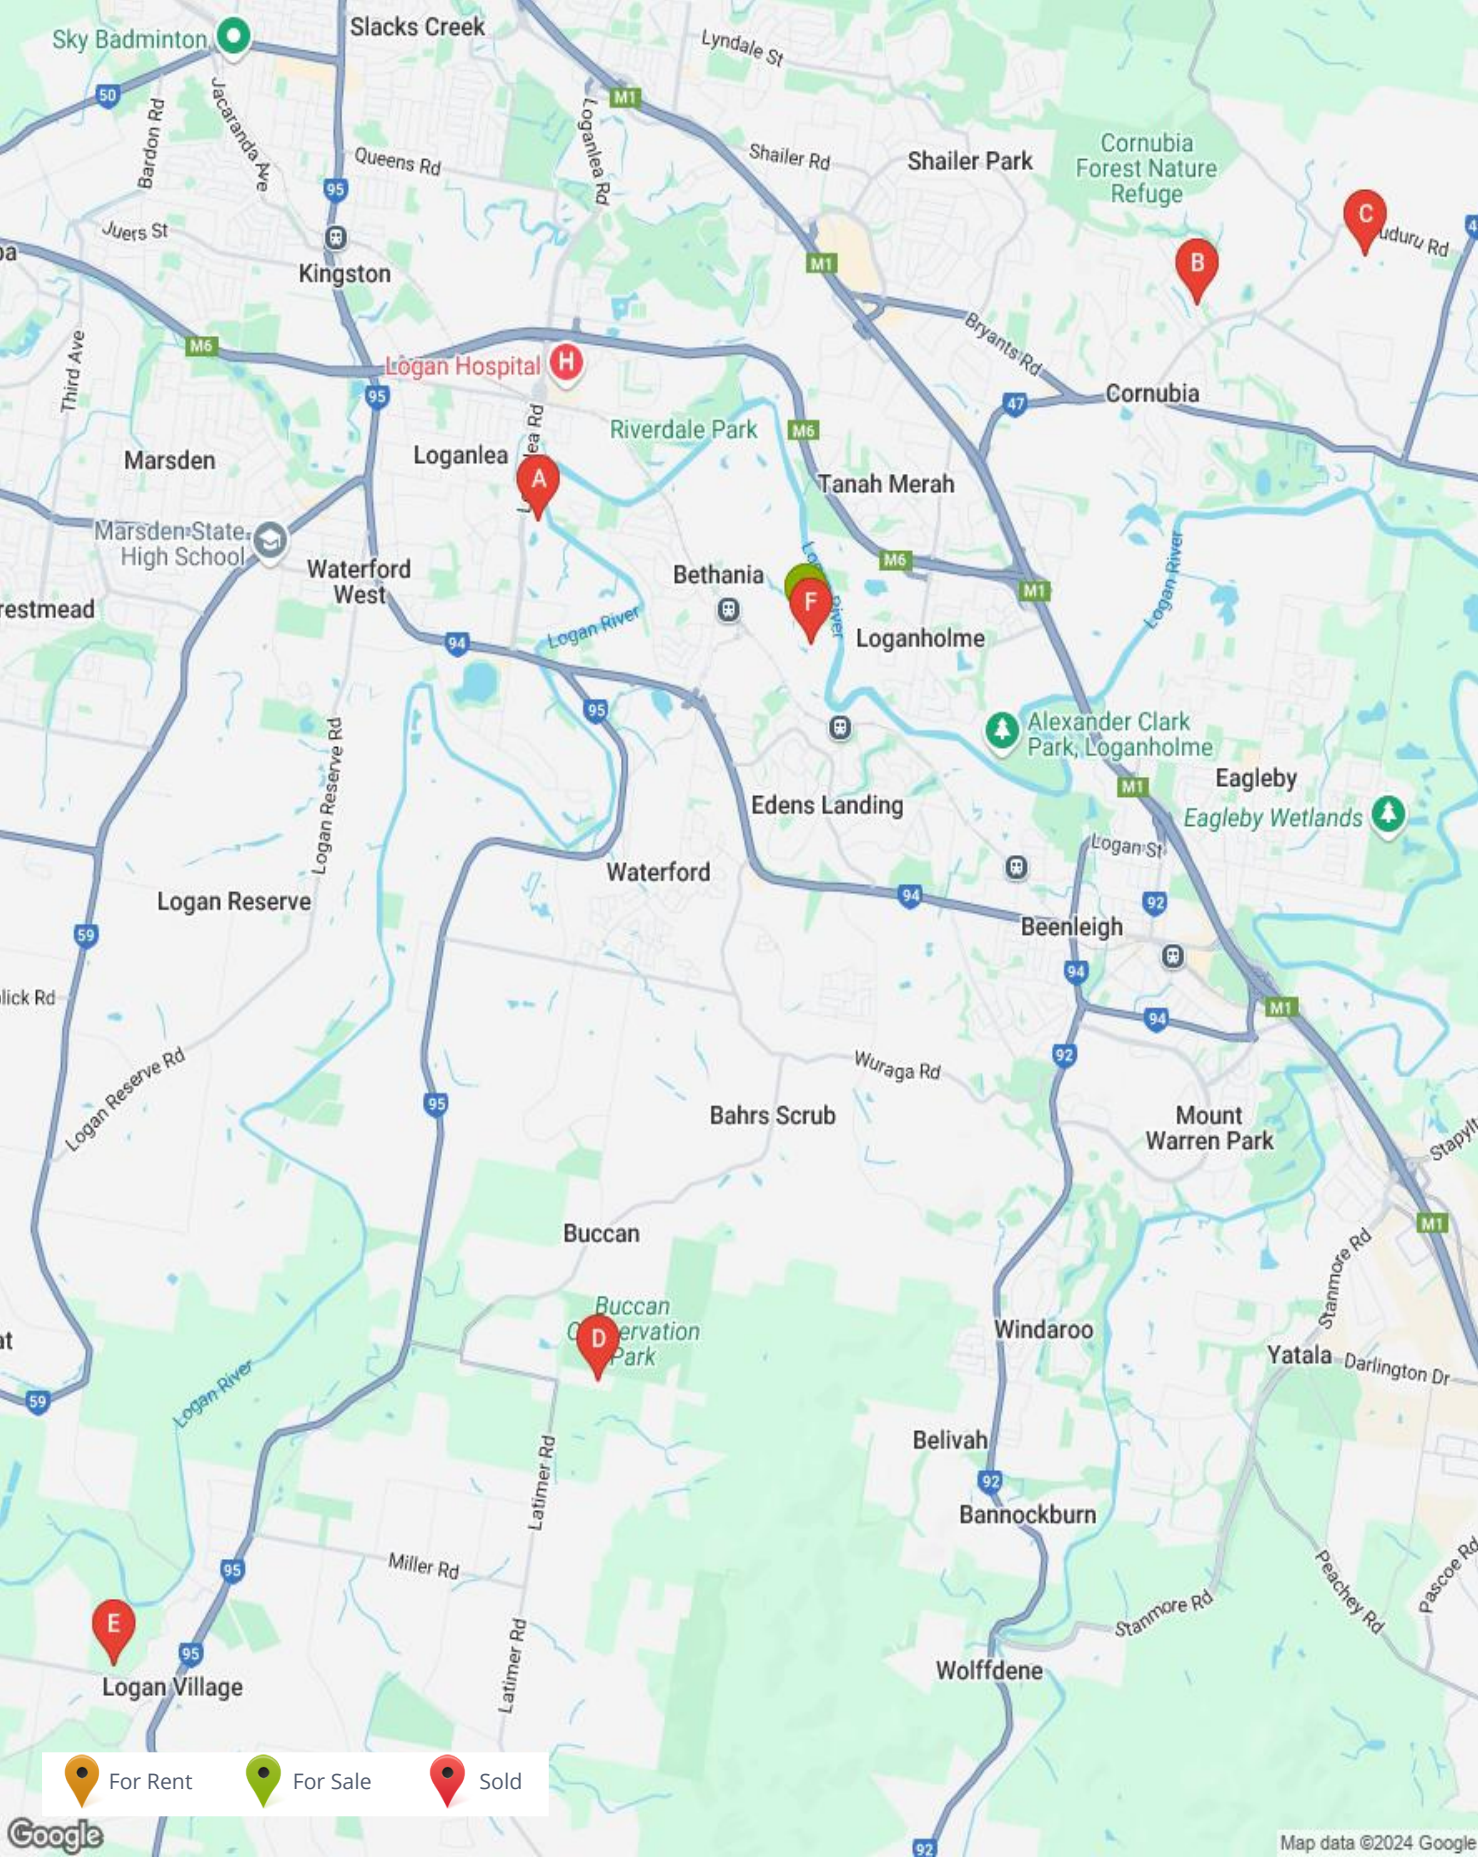 Slacks Creek
Sky Badminton
Lyndale St
50
M1
Bardon Rd
Jacaranda Ave
Loganlea Rd
Queens Rd
Shailer Rd
Shailer Park
Cornubia
Forest Nature
Refuge
95
C
Juers St
B
M1
Kingston
Third Ave
M6
Bryants Rd
Logan Hospital
H
95
47
Cornubia
Riverdale Park
M6
Loganlea
Marsden
A
Tanah Merah
Marsden State
High School
Logan River
M6
Waterford
West
Bethania
M1
F
Logan River
94
Loganholme
95
Logan Reserve Rd
Alexander Clark
Park, Loganholme
Eagleby
M1
Edens Landing
Eagleby Wetlands
Logan St
Waterford
94
92
Logan Reserve
Beenleigh
59
94
M1
94
92
Wuraga Rd
Logan Reserve Rd
95
Bahrs Scrub
Mount
Warren Park
M1
Buccan
Stanmore Rd
Buccan
Park
D
Windaroo
Yatala
Darlington Dr
Logan River
59
Belivah
92
Latimer Rd
Bannockburn
Miller Rd
95
Peachey Rd
Pascoe Rd
E
Stanmore Rd
95
Latimer Rd
Wolffdene
Logan Village
For Rent
For Sale
Sold
Google
92
Map data ©2024 Google